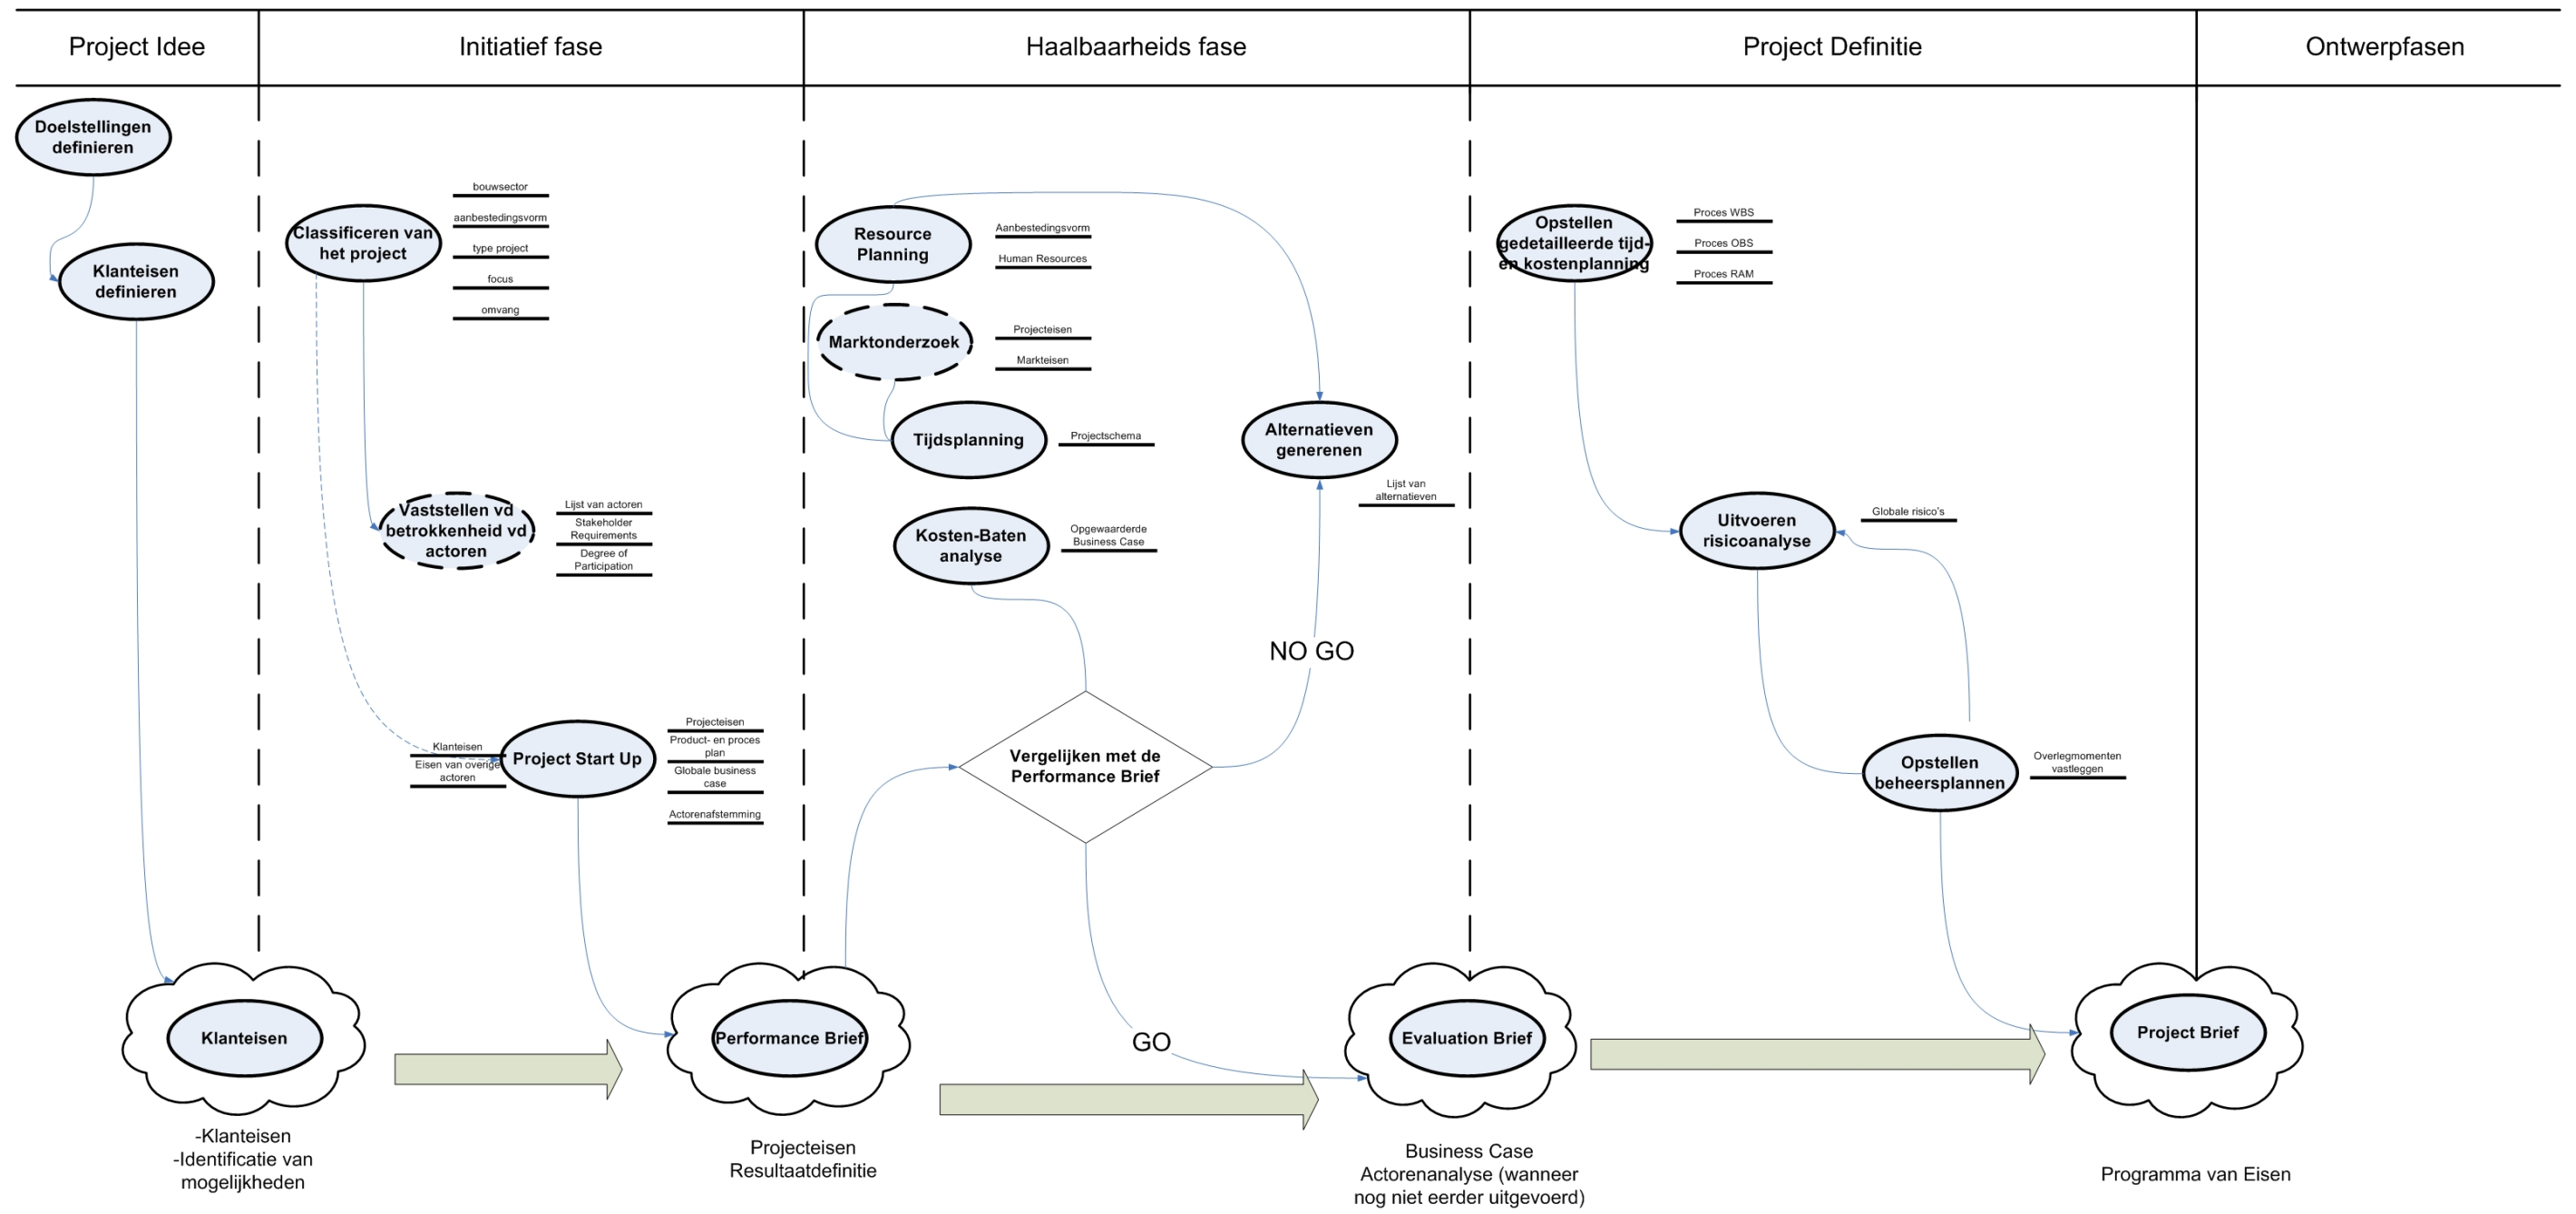 Project Idee
Initiatief fase
Haalbaarheids fase
Project Definitie
Ontwerpfasen
Doelstellingen
definieren
Klanteisen
definieren
Classificeren van
het project
bouwsector
aanbestedingsvorm
type project
focus
omvang
Vaststellen vd
betrokkenheid vd
actoren
Lijst van actoren
Stakeholder
Requirements
Degree of
Participation
Klanteisen
Eisen van overige
actoren
Project Start Up
Projecteisen
Product- en proces
plan
Globale business
case
Actorenafstemming
Resource
Planning
Aanbestedingsvorm
Human Resources
Marktonderzoek
Projecteisen
Markteisen
Tijdsplanning
Projectschema
Alternatieven
generenen
Lijst van
alternatieven
Kosten-Baten
analyse
Opgewaarderde
Business Case
NO GO
Vergelijken met de
Performance Brief
GO
Opstellen
gedetailleerde tijd-
en kostenplanning
Proces WBS
Proces OBS
Proces RAM
Uitvoeren
risicoanalyse
Globale risico's
Opstellen
beheersplannen
Overlegmomenten
vastleggen
Klanteisen
Performance Brief
Evaluation Brief
Project Brief
-Klanteisen
-Identificatie van
mogelijkheden
Projecteisen
Resultaatdefinitie
Business Case
Actorenanalyse (wanneer
nog niet eerder uitgevoerd)
Programma van Eisen